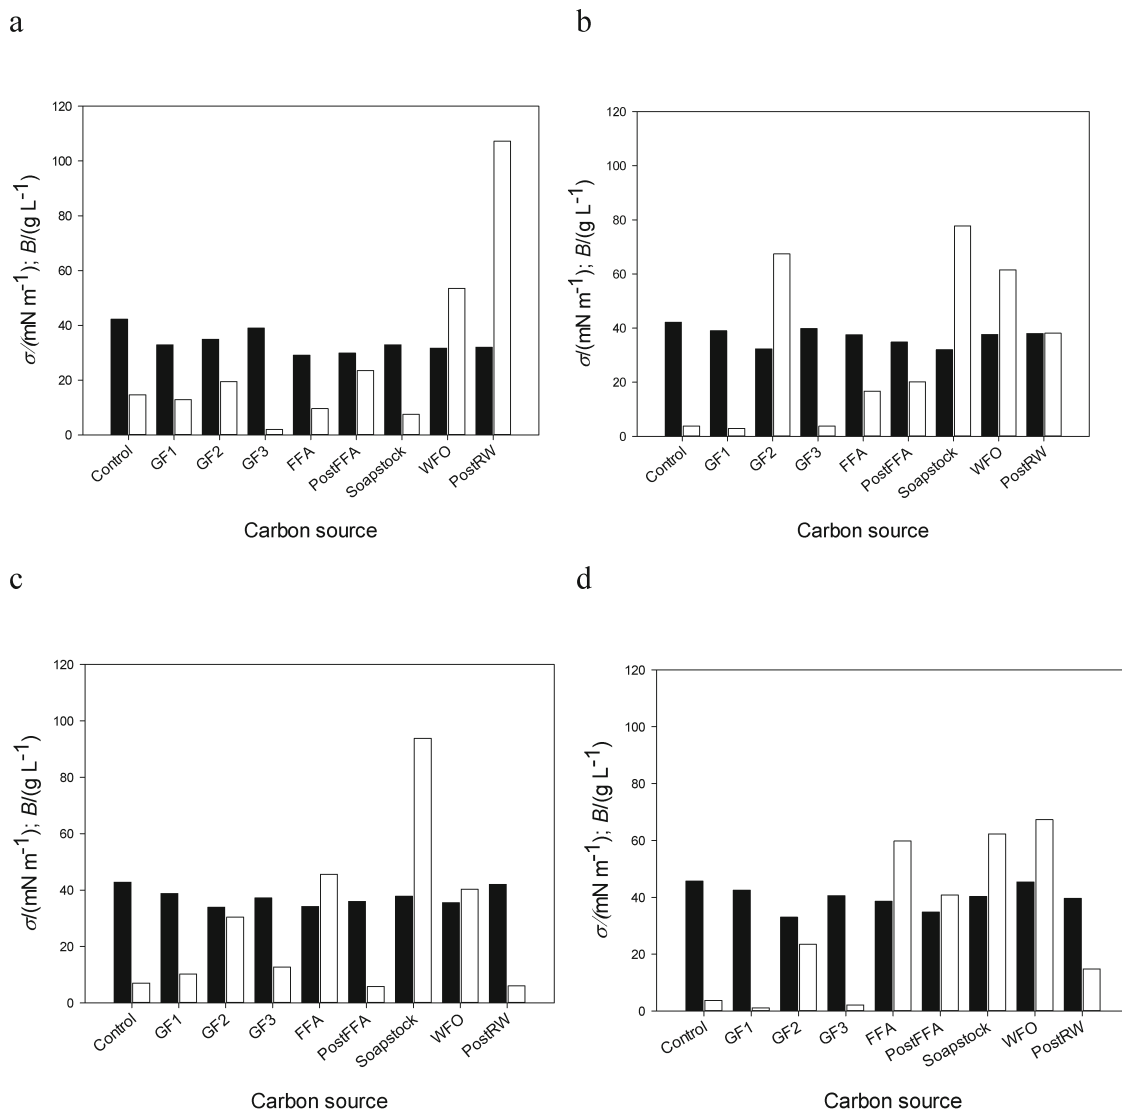 a
120
100
80
60
40
20
0
σ/(mN m⁻¹); B/(g L⁻¹)
Control
GF1
GF2
GF3
FFA
PostFFA
Soapstock
WFO
PostRW
Carbon source
b
120
100
80
60
40
20
0
σ/(mN m⁻¹); B/(g L⁻¹)
Control
GF1
GF2
GF3
FFA
PostFFA
Soapstock
WFO
PostRW
Carbon source
c
120
100
80
60
40
20
0
σ/(mN m⁻¹); B/(g L⁻¹)
Control
GF1
GF2
GF3
FFA
PostFFA
Soapstock
WFO
PostRW
Carbon source
d
120
100
80
60
40
20
0
σ/(mN m⁻¹); B/(g L⁻¹)
Control
GF1
GF2
GF3
FFA
PostFFA
Soapstock
WFO
PostRW
Carbon source